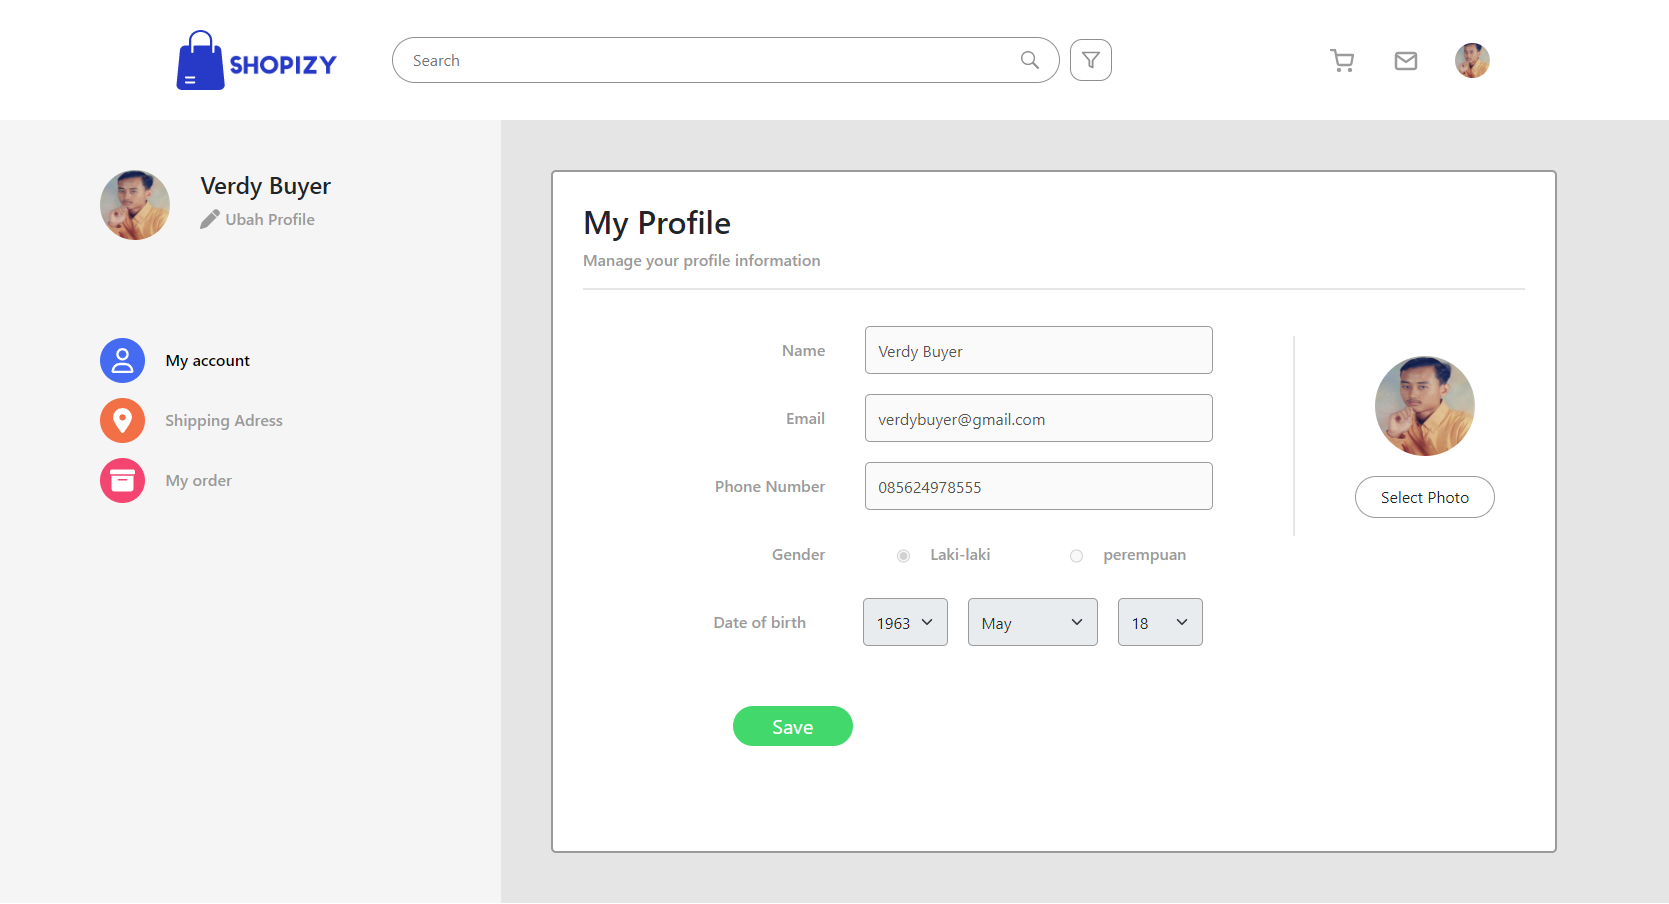 SHOPIZY
Search
Verdy Buyer
Ubah Profile
My account
Shipping Adress
My order
My Profile
Manage your profile information
Name
Verdy Buyer
Email
verdybuyer@gmail.com
Phone Number
085624978555
Gender
Laki-laki perempuan
Date of birth
1963 May 18
Select Photo
Save